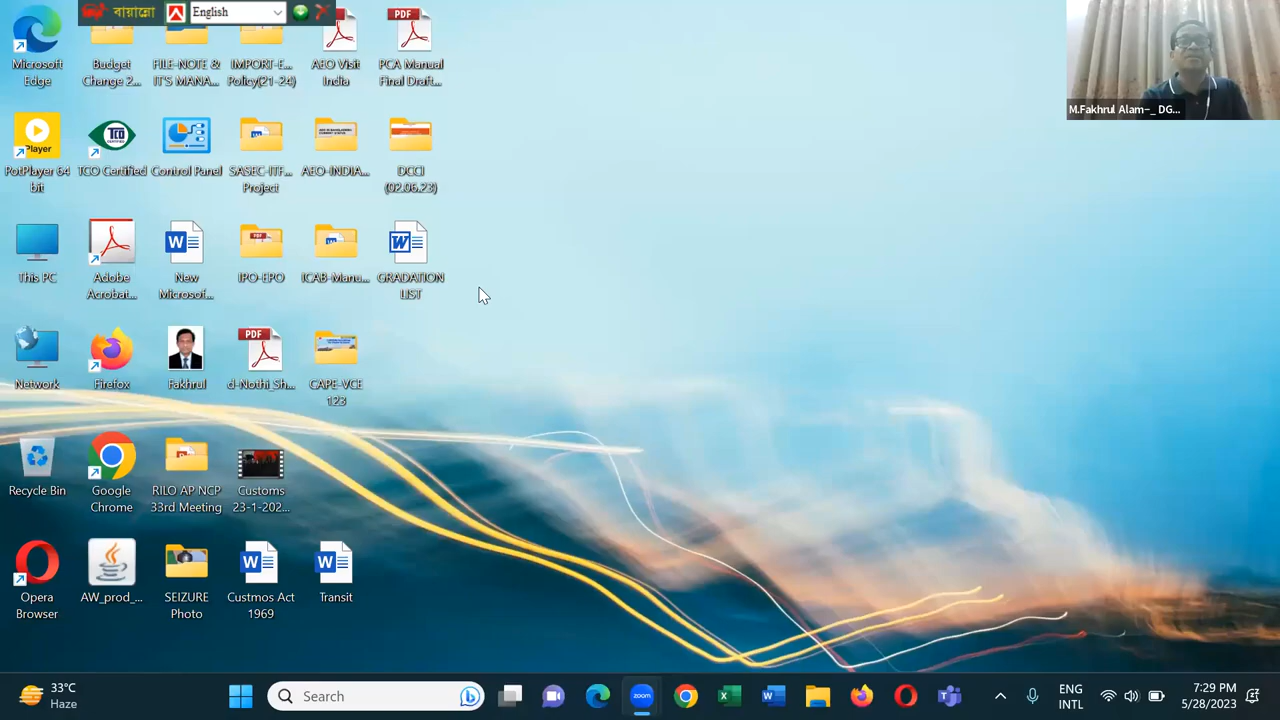 বায়ান্নো
English
Microsoft
Edge
Budget
Change 2...
FILE-NOTE &
IT'S MANA...
IMPORT-E...
Policy(21-24)
AEO Visit
India
PDF
PCA Manual
Final Draft...
M.Fakhrul Alam-_ DG...
Player
PotPlayer 64
bit
TCO
CERTIFIED
TCO Certified
Control Panel
SASEC-ITF...
Project
AEO-INDIA...
DCCI
(02.06.23)
This PC
Adobe
Acrobat...
New
Microsof...
IPO-EPO
ICAB-Manu...
GRADATION
LIST
Network
Firefox
Fakhrul
PDF
d-Nothi_Sh...
CAPE-VCE
123
Recycle Bin
Google
Chrome
RILO AP NCP
33rd Meeting
Customs
23-1-202...
Opera
Browser
AW_prod_...
SEIZURE
Photo
Custmos Act
1969
Transit
33°C
Haze
Search
zoom
ENG
INTL
7:29 PM
5/28/2023